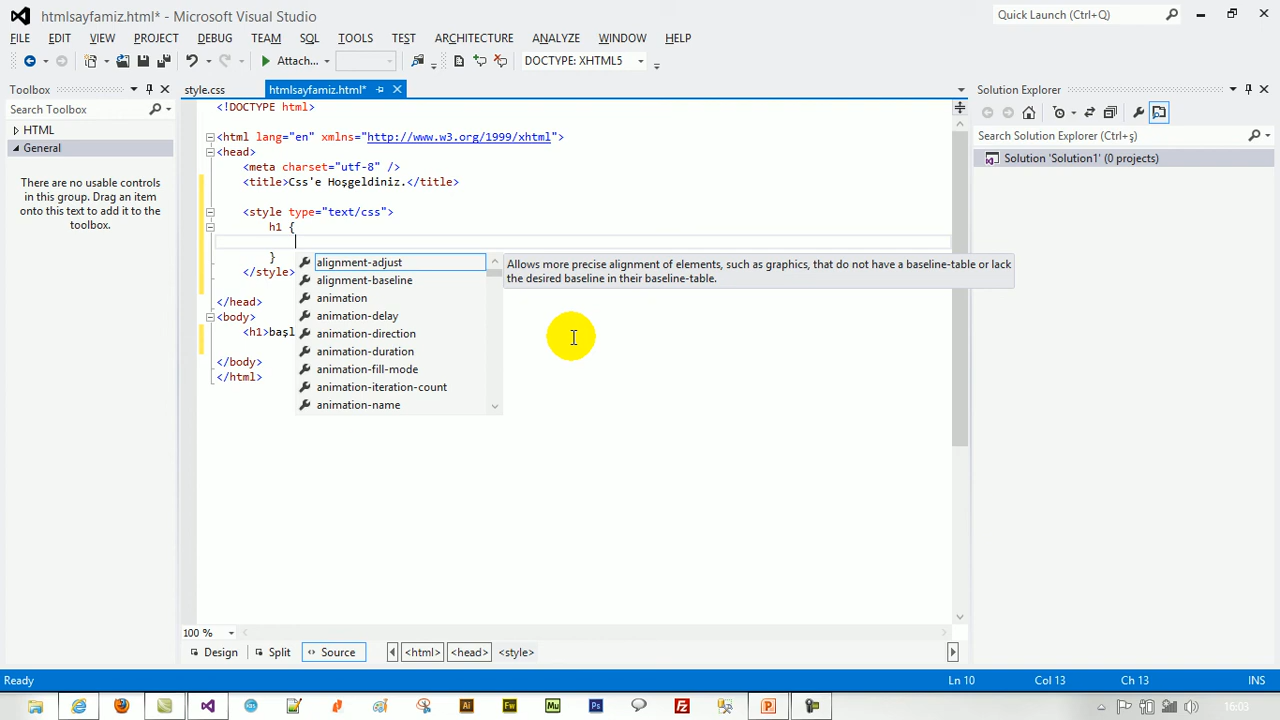 htmlsayfamiz.html* - Microsoft Visual Studio
Quick Launch (Ctrl+Q)
FILE EDIT VIEW PROJECT DEBUG TEAM SQL TOOLS TEST ARCHITECTURE ANALYZE WINDOW HELP
Attach... DOCTYPE: XHTML5
Toolbox
style.css htmlsayfamiz.html*
Solution Explorer
Search Toolbox
Search Solution Explorer (Ctrl+ş)
HTML
General
There are no usable controls
in this group. Drag an item
onto this text to add it to the
toolbox.
Solution 'Solution1' (0 projects)
<!DOCTYPE html>
<html lang="en" xmlns="http://www.w3.org/1999/xhtml">
<head>
<meta charset="utf-8" />
<title>Css'e Hoşgeldiniz.</title>
<style type="text/css">
h1 {
}
</style>
</head>
<body>
<h1>başl
</body>
</html>
alignment-adjust
alignment-baseline
animation
animation-delay
animation-direction
animation-duration
animation-fill-mode
animation-iteration-count
animation-name
Allows more precise alignment of elements, such as graphics, that do not have a baseline-table or lack
the desired baseline in their baseline-table.
100 %
Design Split Source <html> <head> <style>
Ready Ln 10 Col 13 Ch 13 INS
Ai Fw Mu Ps
16:03